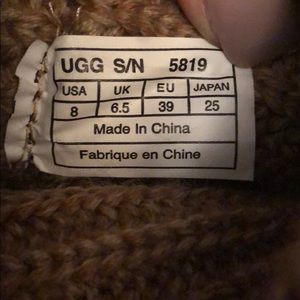 UGG S/N 5819
USA UK EU JAPAN
8 6.5 39 25
Made In China
Fabrique en Chine